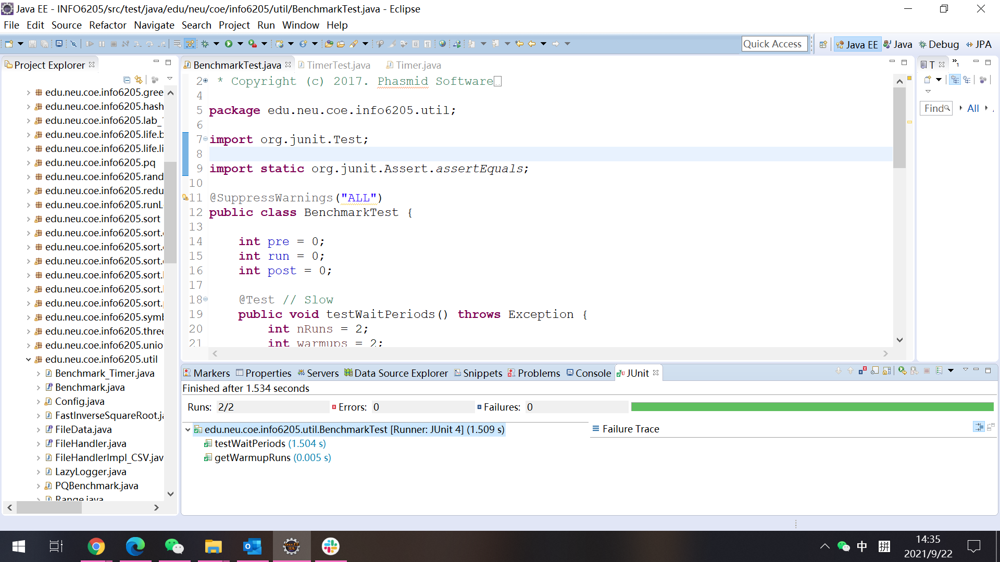 Java EE - INFO6205/src/test/java/edu/neu/coe/info6205/util/BenchmarkTest.java - Eclipse
File Edit Source Refactor Navigate Search Project Run Window Help
Quick Access
Java EE
Java
Debug
JPA
Project Explorer
edu.neu.coe.info6205.gree
edu.neu.coe.info6205.hash
edu.neu.coe.info6205.lab_
edu.neu.coe.info6205.life.b
edu.neu.coe.info6205.life.li
edu.neu.coe.info6205.pq
edu.neu.coe.info6205.rand
edu.neu.coe.info6205.redu
edu.neu.coe.info6205.runL
edu.neu.coe.info6205.sort
edu.neu.coe.info6205.sort.
edu.neu.coe.info6205.sort.
edu.neu.coe.info6205.sort.
edu.neu.coe.info6205.sort.
edu.neu.coe.info6205.sort.
edu.neu.coe.info6205.sort.
edu.neu.coe.info6205.symb
edu.neu.coe.info6205.three
edu.neu.coe.info6205.unio
edu.neu.coe.info6205.util
Benchmark_Timer.java
Benchmark.java
Config.java
FastInverseSquareRoot.ja
FileData.java
FileHandler.java
FileHandlerImpl_CSV.jav
LazyLogger.java
PQBenchmark.java
Range.java
BenchmarkTest.java TimerTest.java Timer.java
2 * Copyright (c) 2017. Phasmid Software
4
5 package edu.neu.coe.info6205.util;
6
7 import org.junit.Test;
8
9 import static org.junit.Assert.assertEquals;
10
11 @SuppressWarnings("ALL")
12 public class BenchmarkTest {
13
14 int pre = 0;
15 int run = 0;
16 int post = 0;
17
18 @Test // Slow
19 public void testWaitPeriods() throws Exception {
20 int nRuns = 2;
21 int warmups = 2;
T
1
Find
All
Markers Properties Servers Data Source Explorer Snippets Problems Console JUnit
Finished after 1.534 seconds
Runs: 2/2 Errors: 0 Failures: 0
edu.neu.coe.info6205.util.BenchmarkTest [Runner: JUnit 4] (1.509 s)
testWaitPeriods (1.504 s)
getWarmupRuns (0.005 s)
Failure Trace
中
拼
14:35
2021/9/22